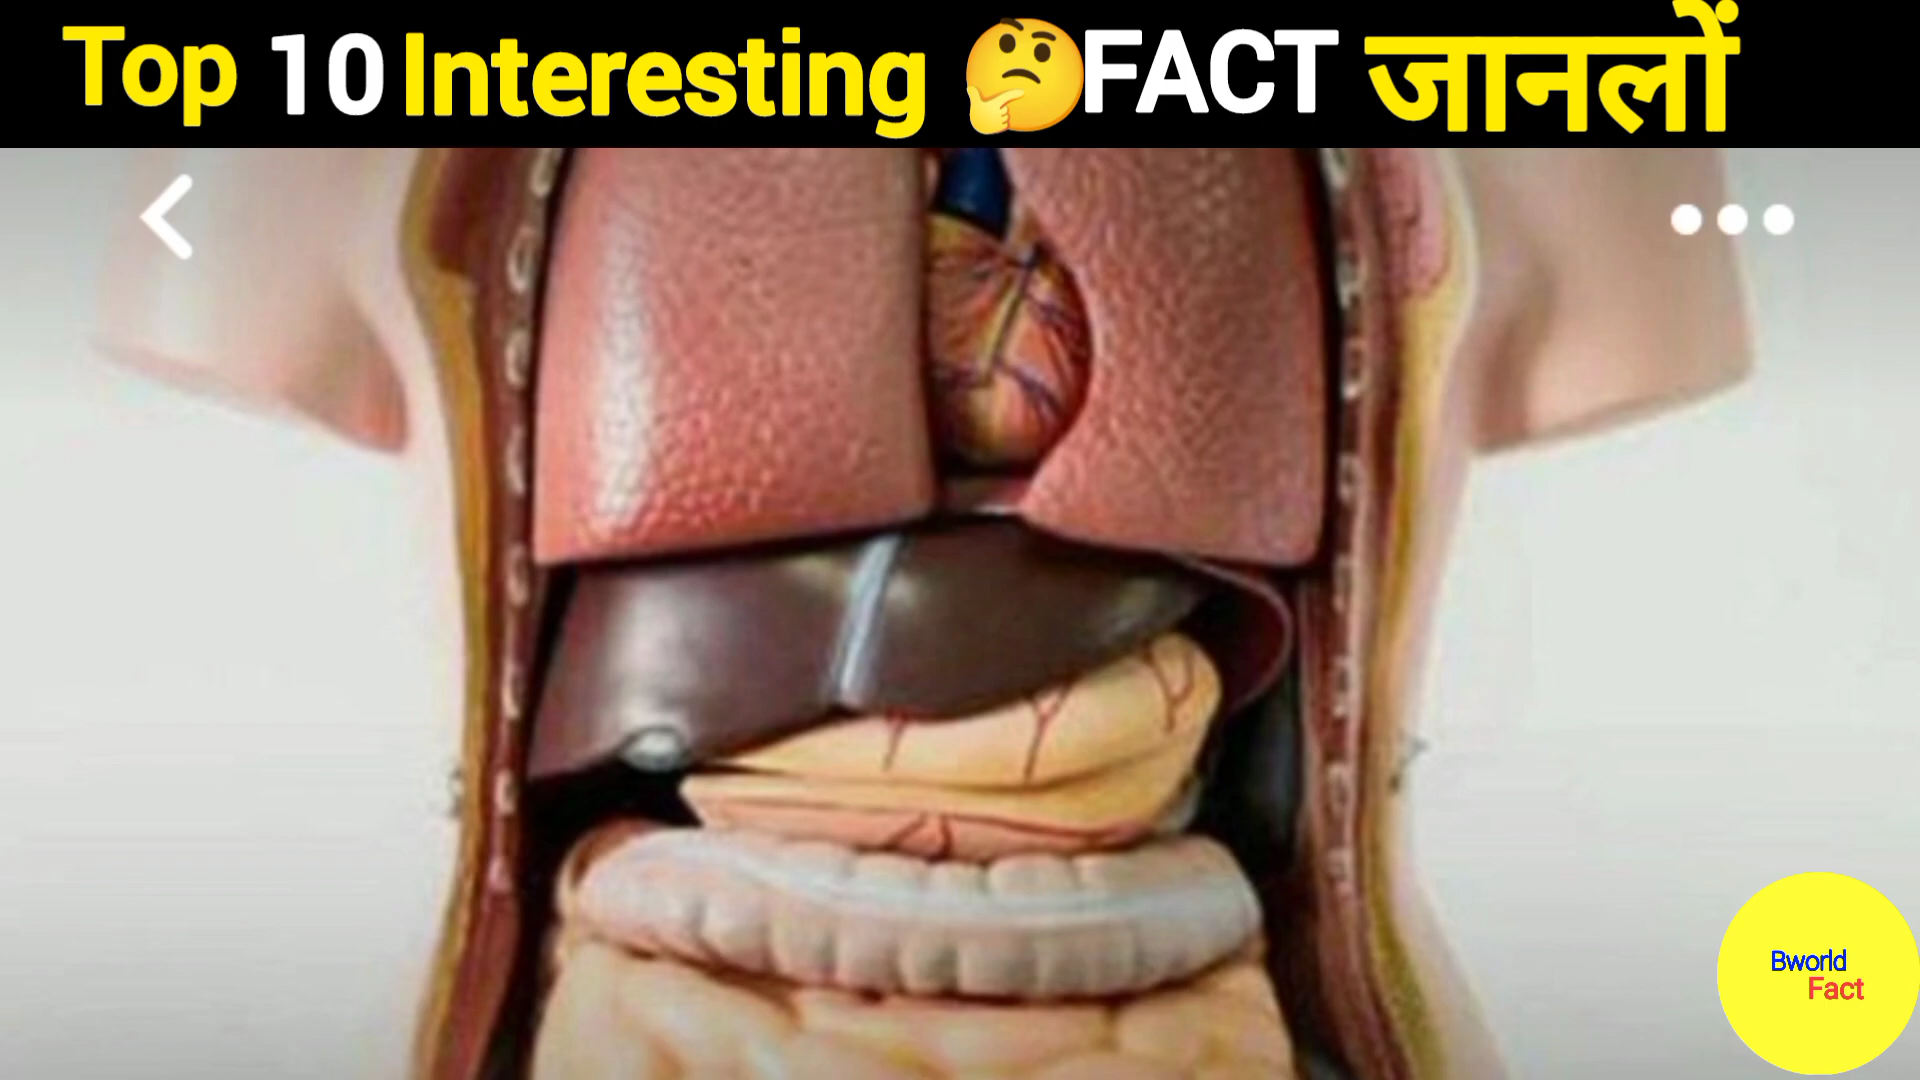 Top 10 Interesting 🤔FACT जानलों
Bworld
Fact